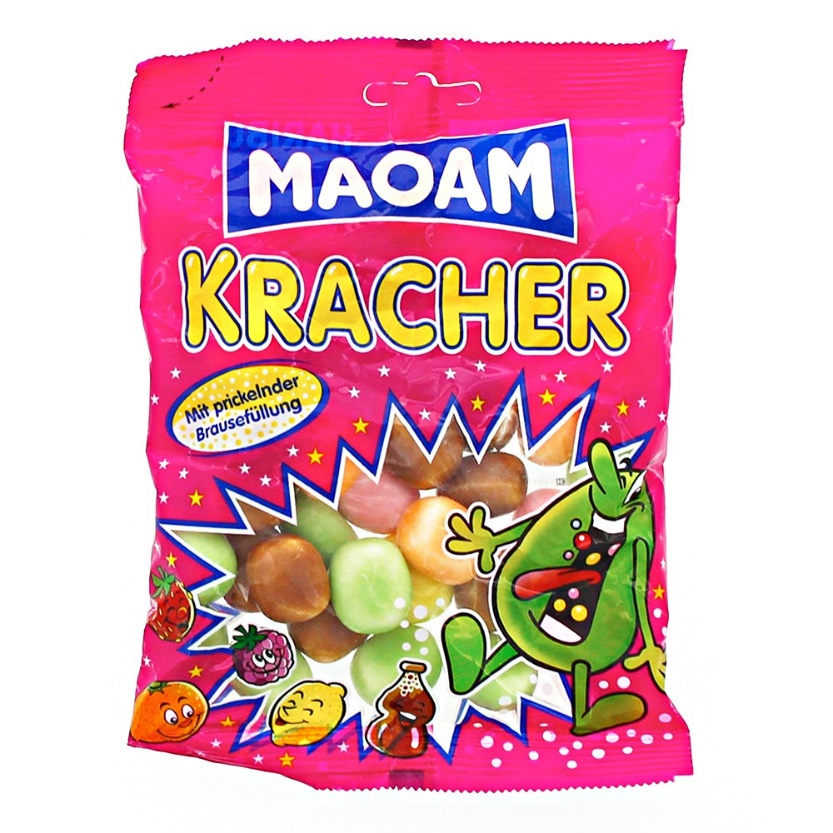 MAOAM
KRACHER
Mit prickelnder
Brausefüllung